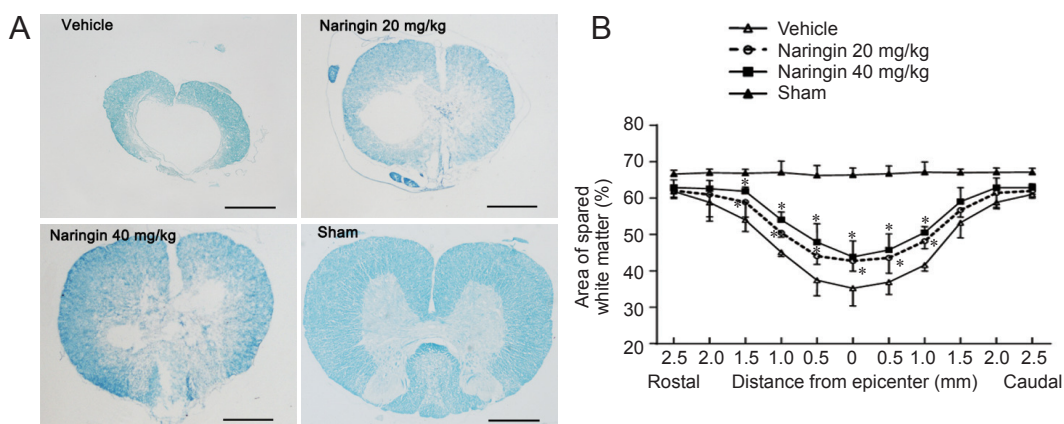 A
Vehicle
Naringin 20 mg/kg
Naringin 40 mg/kg
Sham
B
Vehicle
Naringin 20 mg/kg
Naringin 40 mg/kg
Sham
Area of spared
white matter (%)
80
70
60
50
40
30
20
2.5 2.0 1.5 1.0 0.5 0 0.5 1.0 1.5 2.0 2.5
Rostal Distance from epicenter (mm) Caudal
* * * * * * *
* * * * * *